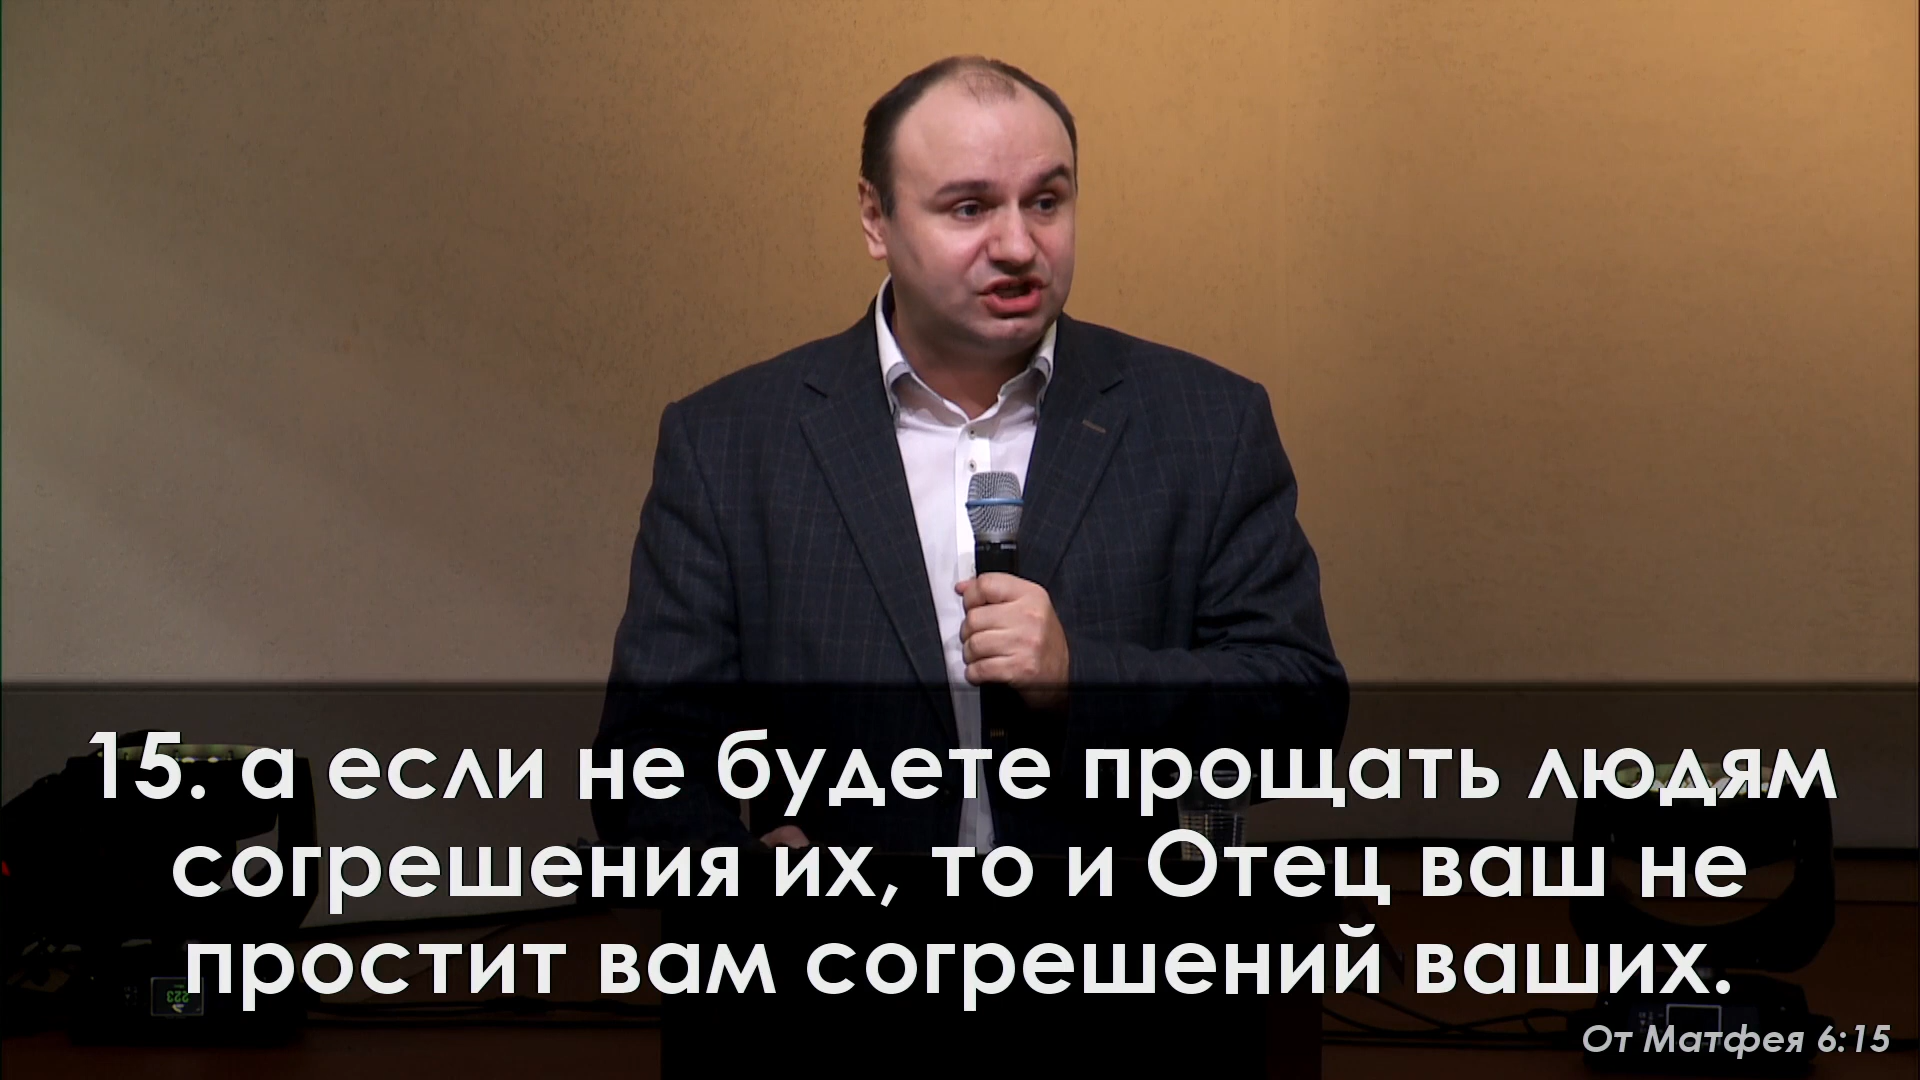 15. а если не будете прощать людям
согрешения их, то и Отец ваш не
простит вам согрешений ваших.
От Матфея 6:15
223